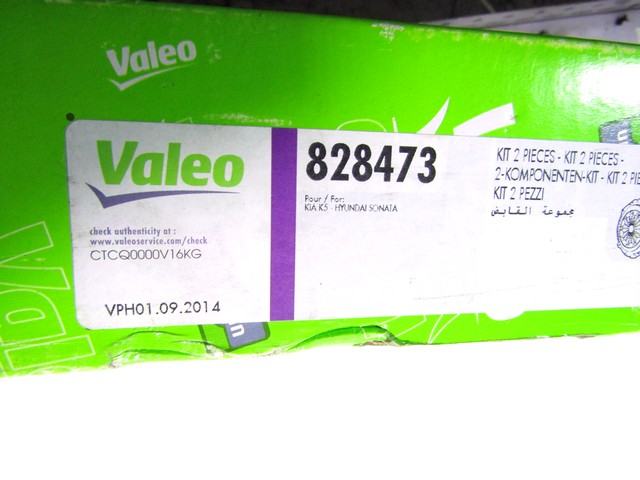 Valeo
Valeo
check authenticity at :
www.valeoservice.com/check
CTCQ0000V16KG
VPH01.09.2014
828473
Pour / For:
KIA K5 - HYUNDAI SONATA
KIT 2 PIECES - KIT 2 PIECES -
2-KOMPONENTEN-KIT - KIT 2
KIT 2 PEZZI
مجموعة القابض